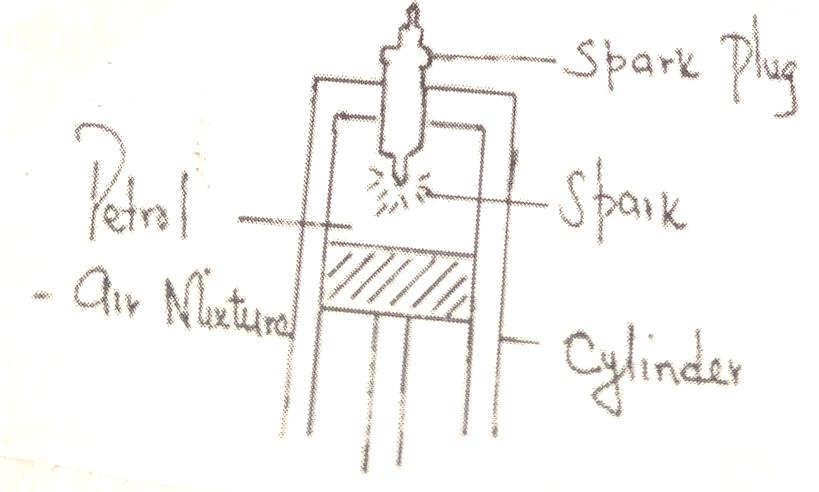 Spark Plug
Petrol
Spark
- Air Mixture
Cylinder